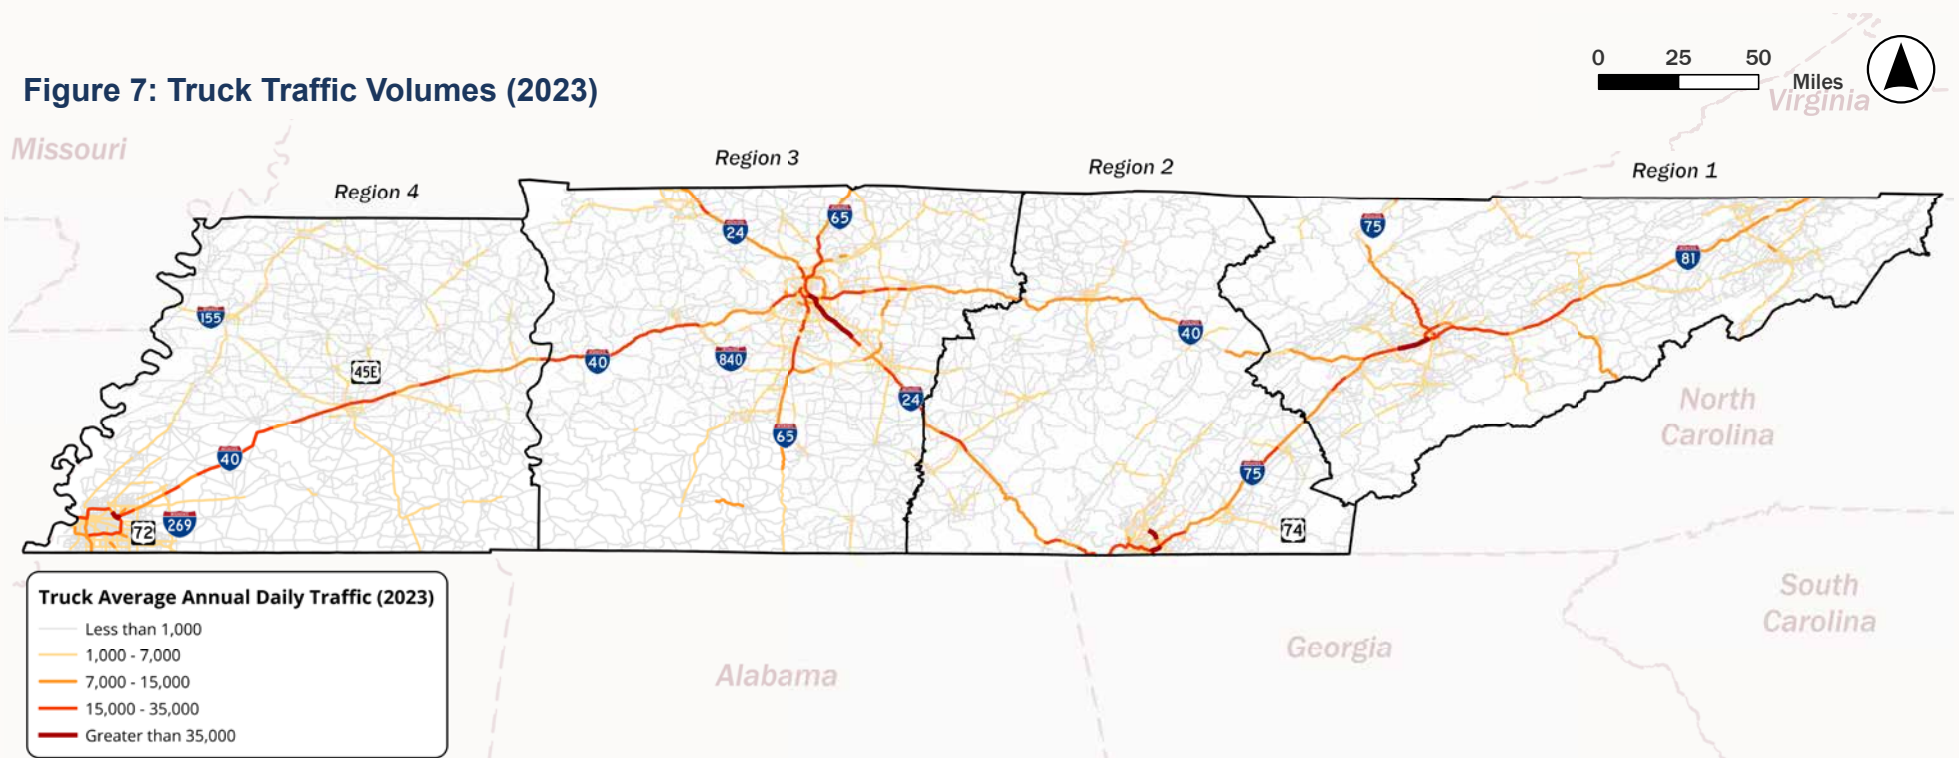 0 25 50
Miles
Figure 7: Truck Traffic Volumes (2023)
Virginia
Missouri
Region 4
Region 3
Region 2
Region 1
24
65
75
81
155
45E
40
840
40
24
40
65
40
75
72
269
74
North
Carolina
South
Carolina
Georgia
Alabama
Truck Average Annual Daily Traffic (2023)
Less than 1,000
1,000 - 7,000
7,000 - 15,000
15,000 - 35,000
Greater than 35,000